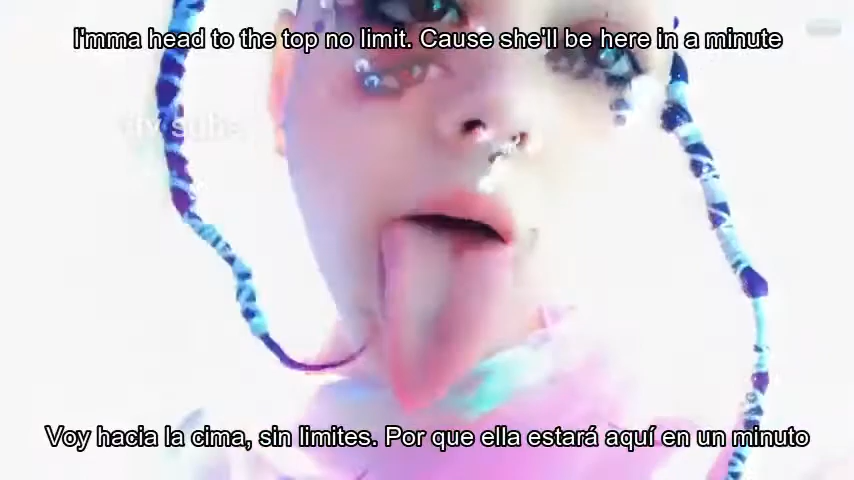 I'mma head to the top no limit. Cause she'll be here in a minute
Voy hacia la cima, sin limites. Por que ella estará aquí en un minuto